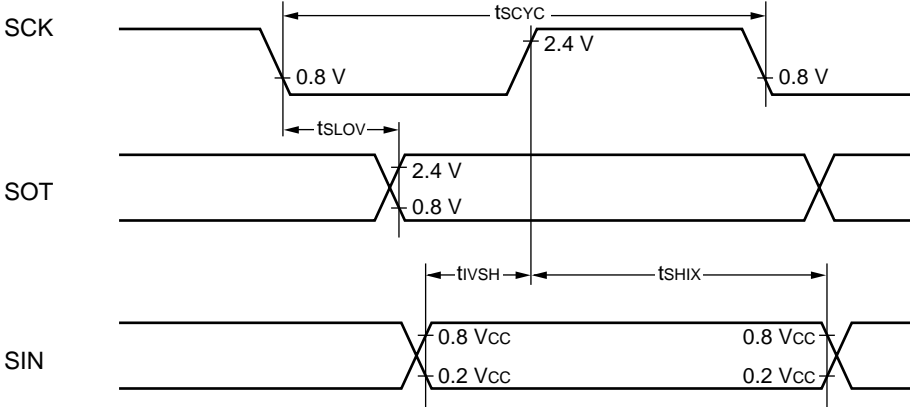 tSCYC
SCK
2.4 V
0.8 V
0.8 V
tSLOV
2.4 V
SOT
0.8 V
tIVSH
tSHIX
0.8 VCC
0.8 VCC
SIN
0.2 VCC
0.2 VCC